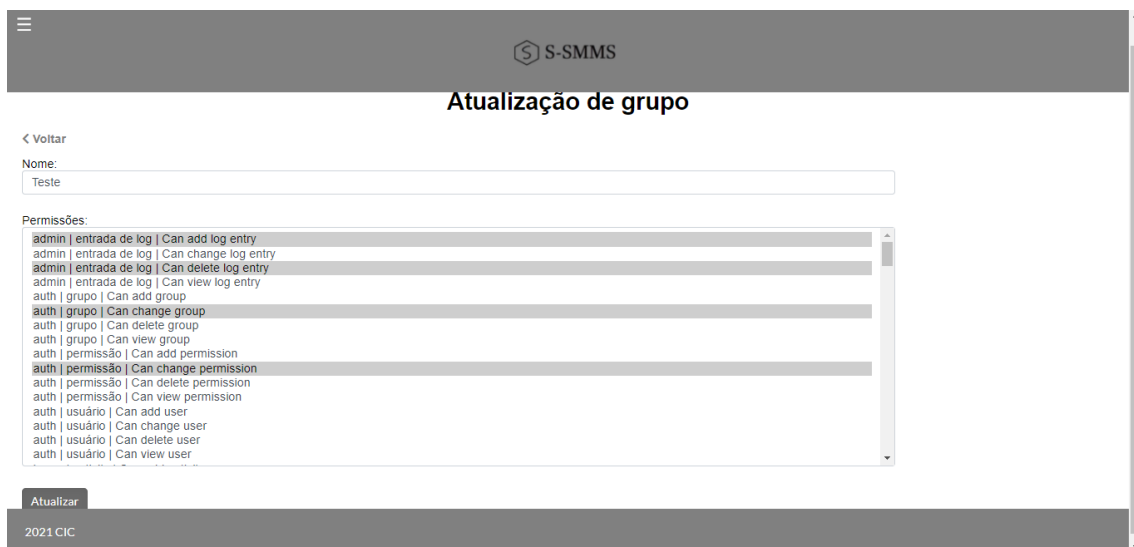 ☰
S-SMMS
Atualização de grupo
Voltar
Nome:
Teste
Permissões:
admin | entrada de log | Can add log entry
admin | entrada de log | Can change log entry
admin | entrada de log | Can delete log entry
admin | entrada de log | Can view log entry
auth | grupo | Can add group
auth | grupo | Can change group
auth | grupo | Can delete group
auth | grupo | Can view group
auth | permissão | Can add permission
auth | permissão | Can change permission
auth | permissão | Can delete permission
auth | permissão | Can view permission
auth | usuário | Can add user
auth | usuário | Can change user
auth | usuário | Can delete user
auth | usuário | Can view user
Atualizar
2021 CIC